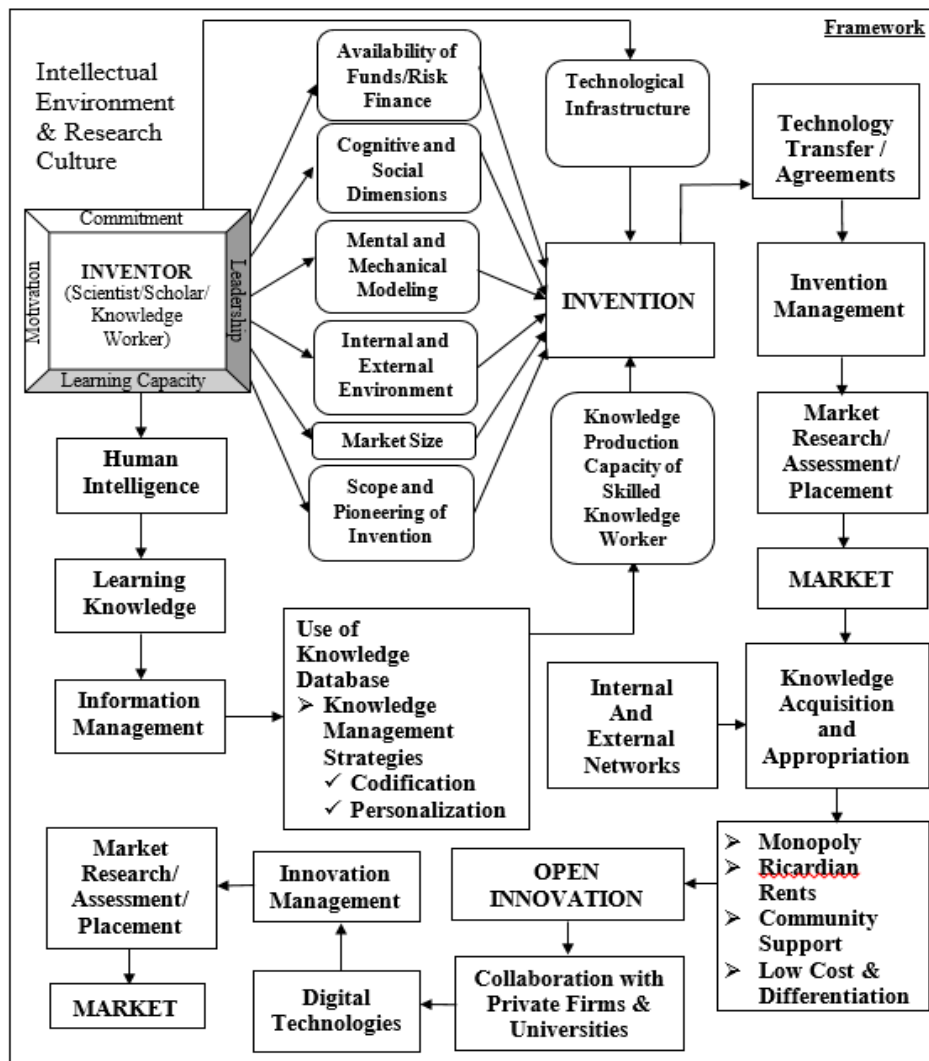 Framework
Intellectual
Environment
& Research
Culture
Availability of
Funds/Risk
Finance
Technological
Infrastructure
Technology
Transfer /
Agreements
Cognitive and
Social
Dimensions
Commitment
Motivation
INVENTOR
(Scientist/Scholar/
Knowledge
Worker)
Leadership
Learning Capacity
Mental and
Mechanical
Modeling
INVENTION
Invention
Management
Internal and
External
Environment
Market Size
Scope and
Pioneering of
Invention
Knowledge
Production
Capacity of
Skilled
Knowledge
Worker
Market
Research/
Assessment/
Placement
Human
Intelligence
MARKET
Learning
Knowledge
Information
Management
Use of
Knowledge
Database
➢ Knowledge
Management
Strategies
✓ Codification
✓ Personalization
Internal
And
External
Networks
Knowledge
Acquisition
and
Appropriation
➢ Monopoly
➢ Ricardian
Rents
➢ Community
Support
➢ Low Cost &
Differentiation
OPEN
INNOVATION
Collaboration with
Private Firms &
Universities
Digital
Technologies
Innovation
Management
Market
Research/
Assessment/
Placement
MARKET